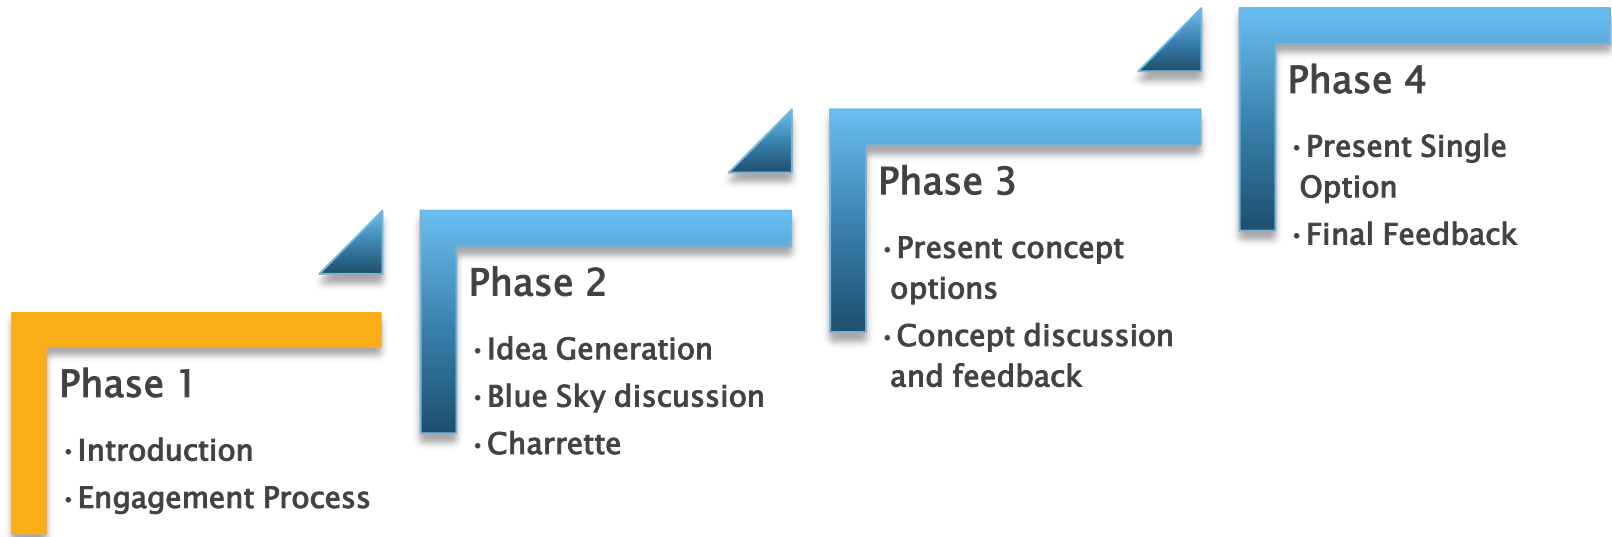 Phase 1
· Introduction
· Engagement Process
Phase 2
· Idea Generation
· Blue Sky discussion
· Charrette
Phase 3
· Present concept
options
· Concept discussion
and feedback
Phase 4
· Present Single
Option
· Final Feedback